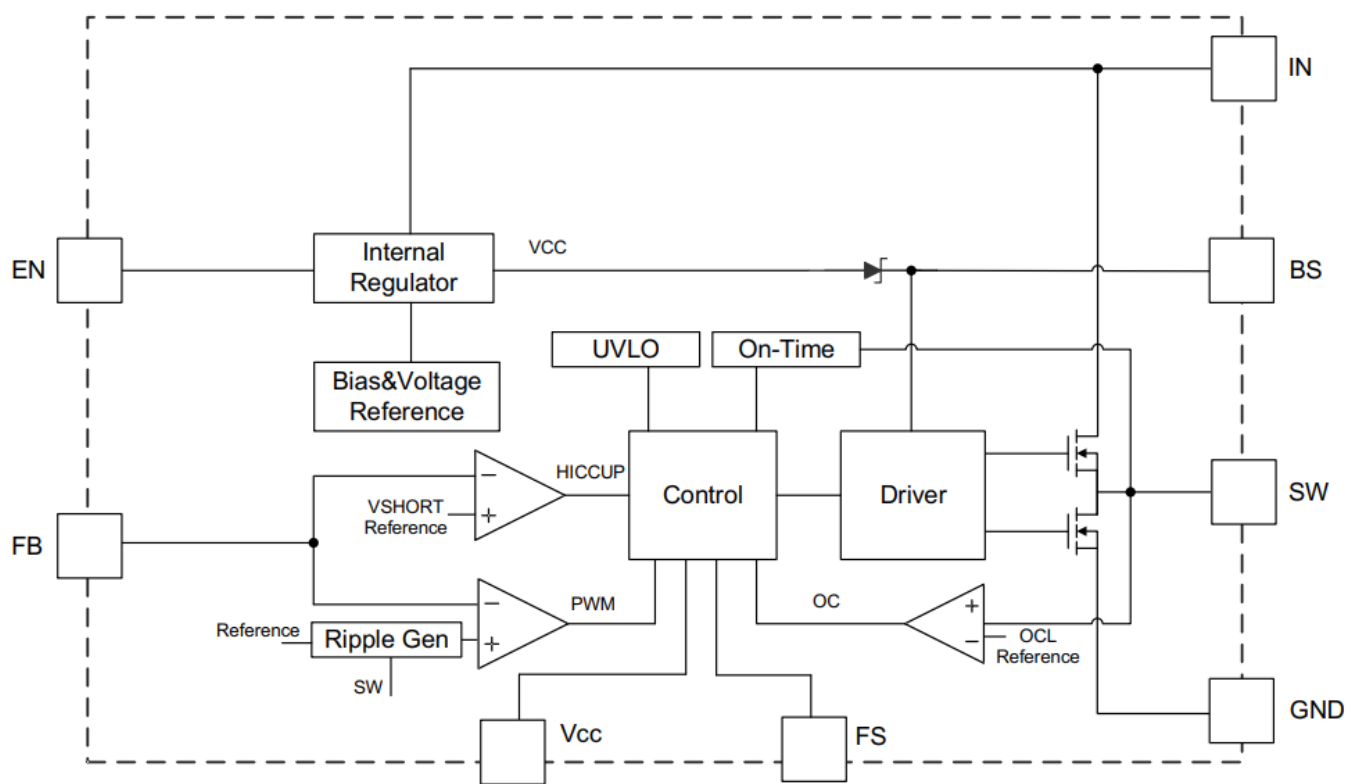 IN
EN
Internal
Regulator
VCC
BS
UVLO
On-Time
Bias&Voltage
Reference
HICCUP
VSHORT
Reference
Control
Driver
SW
FB
PWM
OC
Reference
Ripple Gen
OCL
Reference
SW
GND
Vcc
FS